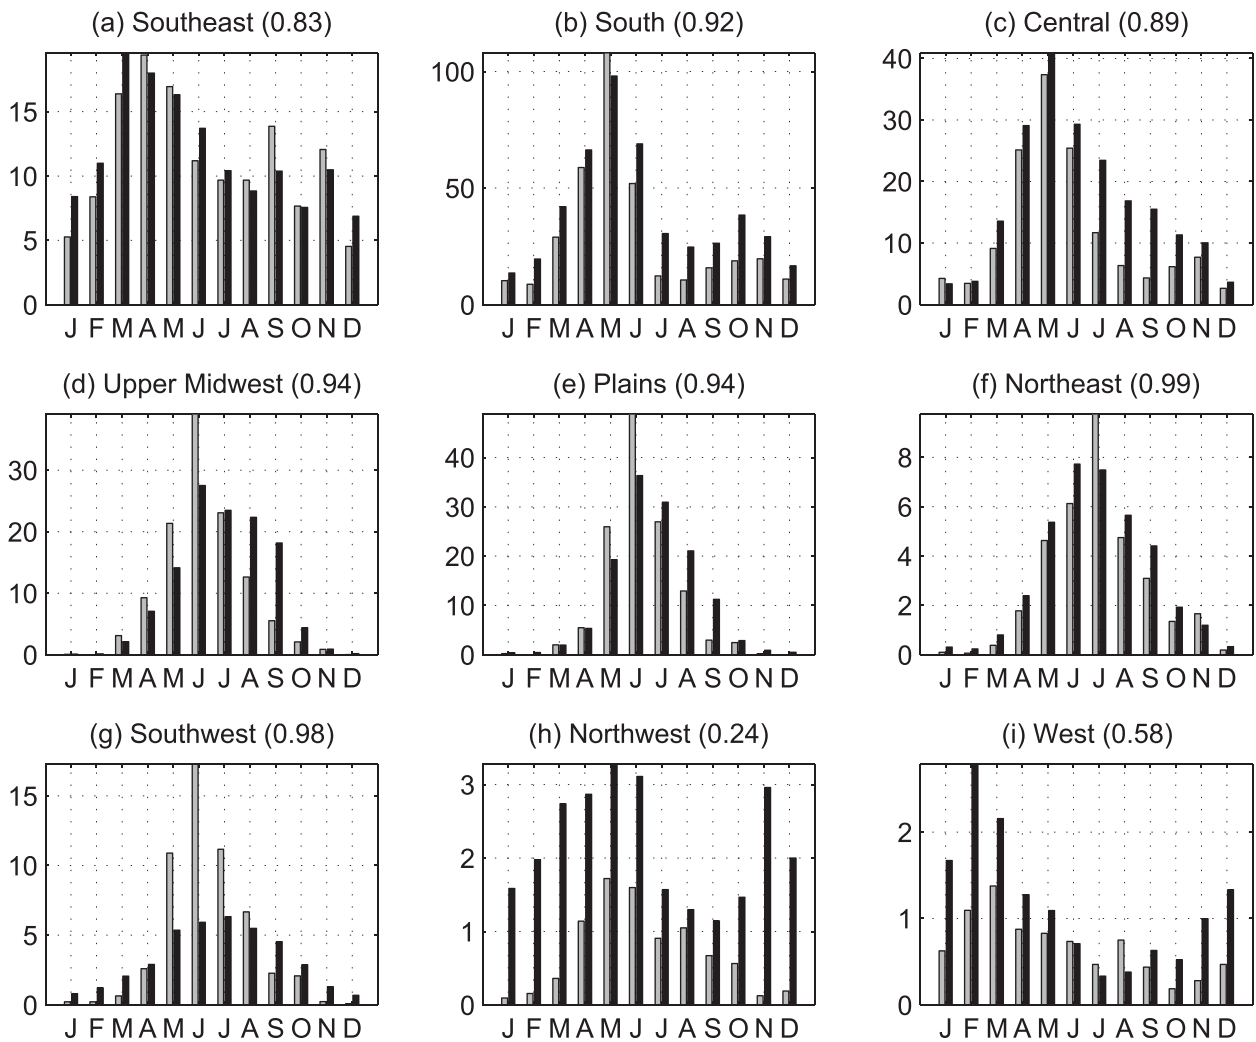 (a) Southeast (0.83)
15
10
5
0
J F M A M J J A S O N D
(b) South (0.92)
100
50
0
J F M A M J J A S O N D
(c) Central (0.89)
40
30
20
10
0
J F M A M J J A S O N D
(d) Upper Midwest (0.94)
30
20
10
0
J F M A M J J A S O N D
(e) Plains (0.94)
40
30
20
10
0
J F M A M J J A S O N D
(f) Northeast (0.99)
8
6
4
2
0
J F M A M J J A S O N D
(g) Southwest (0.98)
15
10
5
0
J F M A M J J A S O N D
(h) Northwest (0.24)
3
2
1
0
J F M A M J J A S O N D
(i) West (0.58)
2
1
0
J F M A M J J A S O N D